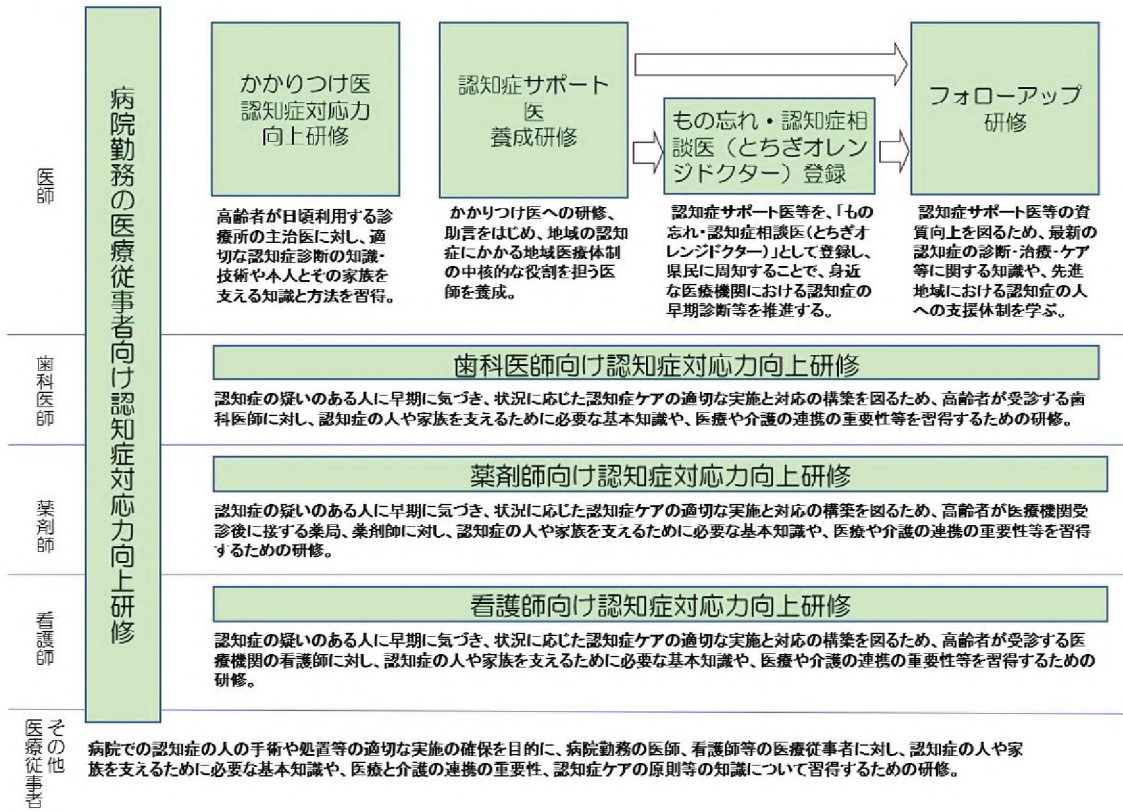 医師
病院勤務の医療従事者向け認知症対応力向上研修
かかりつけ医
認知症対応力
向上研修
高齢者が日頃利用する診
療所の主治医に対し、適
切な認知症診断の知識・
技術や本人とその家族を
支える知識と方法を習得。
認知症サポート
医
養成研修
かかりつけ医への研修、
助言をはじめ、地域の認知
症にかかる地域医療体制
の中核的な役割を担う医
師を養成。
もの忘れ・認知症相
談医（とちぎオレン
ジドクター）登録
認知症サポート医等を、「もの
忘れ・認知症相談医(とちぎオ
レンジドクター)」として登録し、
県民に周知することで、身近
な医療機関における認知症の
早期診断等を推進する。
フォローアップ
研修
認知症サポート医等の資
質向上を図るため、最新の
認知症の診断・治療・ケア
等に関する知識や、先進
地域における認知症の人
への支援体制を学ぶ。
歯科医師
歯科医師向け認知症対応力向上研修
認知症の疑いのある人に早期に気づき、状況に応じた認知症ケアの適切な実施と対応の構築を図るため、高齢者が受診する歯
科医師に対し、認知症の人や家族を支えるために必要な基本知識や、医療や介護の連携の重要性等を習得するための研修。
薬剤師
薬剤師向け認知症対応力向上研修
認知症の疑いのある人に早期に気づき、状況に応じた認知症ケアの適切な実施と対応の構築を図るため、高齢者が医療機関受
診後に接する薬局、薬剤師に対し、認知症の人や家族を支えるために必要な基本知識や、医療や介護の連携の重要性等を習得
するための研修。
看護師
看護師向け認知症対応力向上研修
認知症の疑いのある人に早期に気づき、状況に応じた認知症ケアの適切な実施と対応の構築を図るため、高齢者が受診する医
療機関の看護師に対し、認知症の人や家族を支えるために必要な基本知識や、医療や介護の連携の重要性等を習得するための
研修。
その他
医療従事者
病院での認知症の人の手術や処置等の適切な実施の確保を目的に、病院勤務の医師、看護師等の医療従事者に対し、認知症の人や家
族を支えるために必要な基本知識や、医療と介護の連携の重要性、認知症ケアの原則等の知識について習得するための研修。